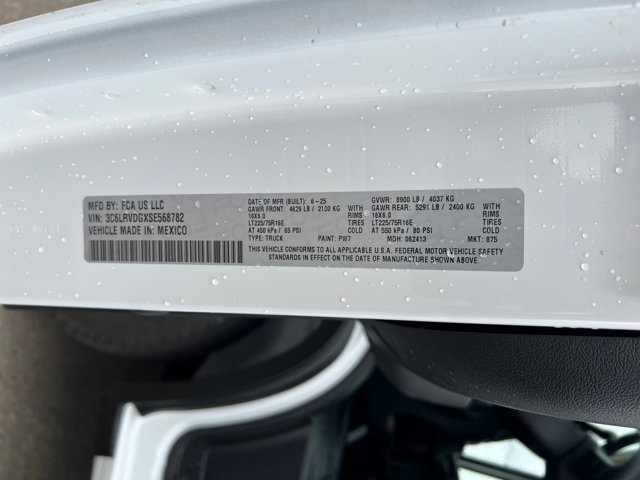 MFD BY: FCA US LLC
VIN: 3C6LRVDGXSE568782
VEHICLE MADE IN: MEXICO
DATE OF MFR (BUILT): 6-25
GAWR FRONT: 4629 LB / 2100 KG WITH
16X6.0 RIMS
LT225/75R16E TIRES
AT 450 kPa / 65 PSI COLD
TYPE: TRUCK PAINT: PW7
GVWR: 8900 LB / 4037 KG
GAWR REAR: 5291 LB / 2400 KG WITH
16X6.0 RIMS
LT225/75R16E TIRES
AT 550 kPa / 80 PSI COLD
MDH: 062413 MKT: 875
THIS VEHICLE CONFORMS TO ALL APPLICABLE U.S.A. FEDERAL MOTOR VEHICLE SAFETY
STANDARDS IN EFFECT ON THE DATE OF MANUFACTURE SHOWN ABOVE.